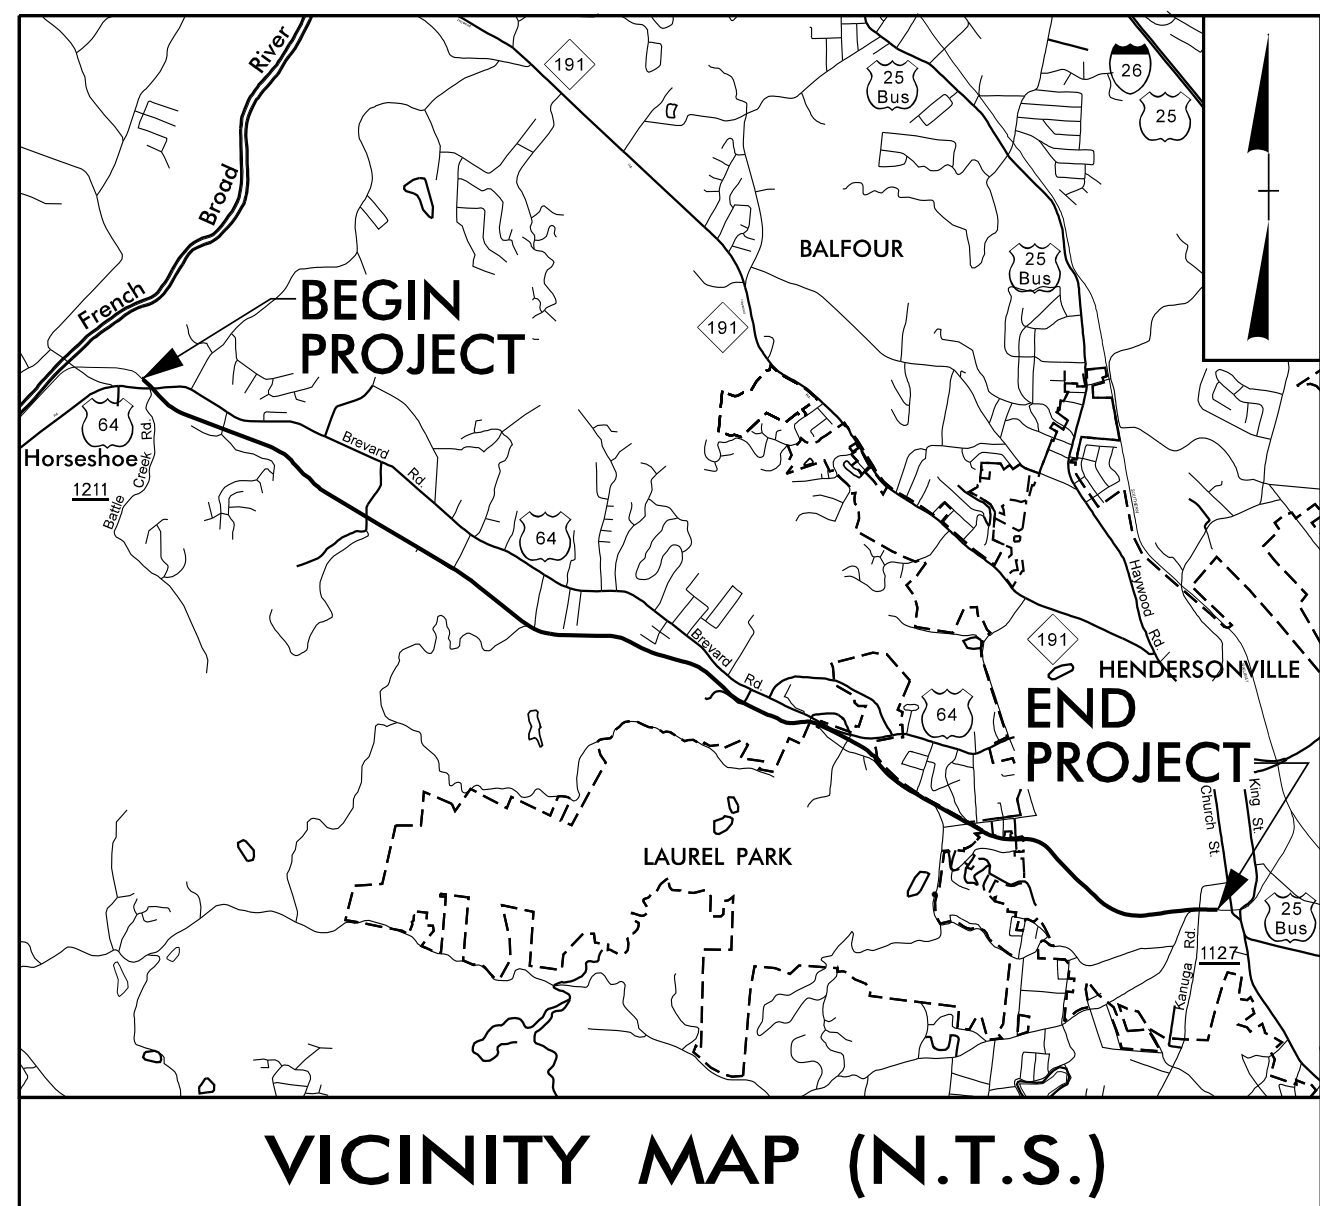 River
191
25
Bus
26
25
Broad
BALFOUR
25
Bus
French
BEGIN
PROJECT
191
64
Horseshoe
1211
Battle Creek Rd.
Brevard Rd.
64
Haywood Rd.
Brevard Rd.
191
HENDERSONVILLE
64
END
PROJECT
Church St.
King St.
LAUREL PARK
25
Bus
Kanuga Rd.
1127
VICINITY MAP (N.T.S.)